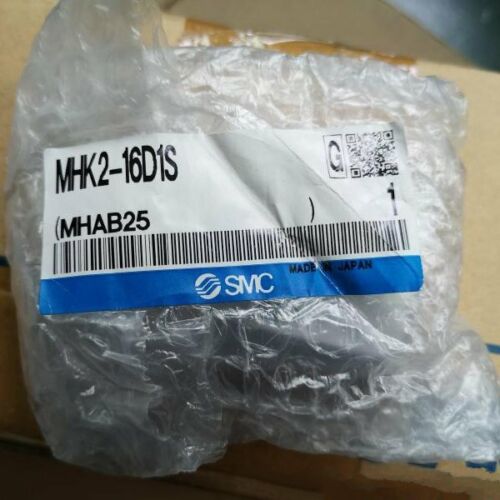 MHK2-16D1S
G
(MHAB25 )
1
MADE IN JAPAN
SMC